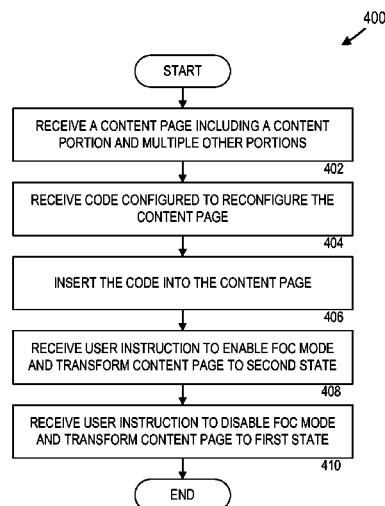 400
START
RECEIVE A CONTENT PAGE INCLUDING A CONTENT
PORTION AND MULTIPLE OTHER PORTIONS
402
RECEIVE CODE CONFIGURED TO RECONFIGURE THE
CONTENT PAGE
404
INSERT THE CODE INTO THE CONTENT PAGE
406
RECEIVE USER INSTRUCTION TO ENABLE FOC MODE
AND TRANSFORM CONTENT PAGE TO SECOND STATE
408
RECEIVE USER INSTRUCTION TO DISABLE FOC MODE
AND TRANSFORM CONTENT PAGE TO FIRST STATE
410
END